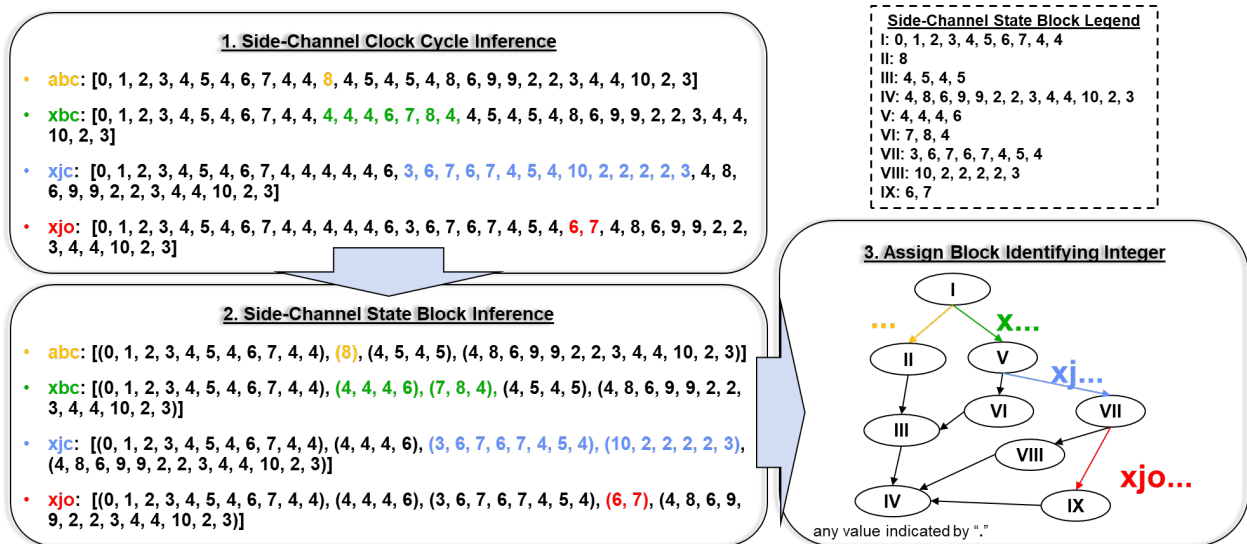 1. Side-Channel Clock Cycle Inference
• abc: [0, 1, 2, 3, 4, 5, 4, 6, 7, 4, 4, 8, 4, 5, 4, 5, 4, 8, 6, 9, 9, 2, 2, 3, 4, 4, 10, 2, 3]
• xbc: [0, 1, 2, 3, 4, 5, 4, 6, 7, 4, 4, 4, 4, 4, 6, 7, 8, 4, 4, 5, 4, 5, 4, 8, 6, 9, 9, 2, 2, 3, 4, 4,
10, 2, 3]
• xjc: [0, 1, 2, 3, 4, 5, 4, 6, 7, 4, 4, 4, 4, 4, 6, 3, 6, 7, 6, 7, 4, 5, 4, 10, 2, 2, 2, 2, 3, 4, 8,
6, 9, 9, 2, 2, 3, 4, 4, 10, 2, 3]
• xjo: [0, 1, 2, 3, 4, 5, 4, 6, 7, 4, 4, 4, 4, 4, 6, 3, 6, 7, 6, 7, 4, 5, 4, 6, 7, 4, 8, 6, 9, 9, 2, 2,
3, 4, 4, 10, 2, 3]
2. Side-Channel State Block Inference
• abc: [(0, 1, 2, 3, 4, 5, 4, 6, 7, 4, 4), (8), (4, 5, 4, 5), (4, 8, 6, 9, 9, 2, 2, 3, 4, 4, 10, 2, 3)]
• xbc: [(0, 1, 2, 3, 4, 5, 4, 6, 7, 4, 4), (4, 4, 4, 6), (7, 8, 4), (4, 5, 4, 5), (4, 8, 6, 9, 9, 2, 2,
3, 4, 4, 10, 2, 3)]
• xjc: [(0, 1, 2, 3, 4, 5, 4, 6, 7, 4, 4), (4, 4, 4, 6), (3, 6, 7, 6, 7, 4, 5, 4), (10, 2, 2, 2, 2, 3),
(4, 8, 6, 9, 9, 2, 2, 3, 4, 4, 10, 2, 3)]
• xjo: [(0, 1, 2, 3, 4, 5, 4, 6, 7, 4, 4), (4, 4, 4, 6), (3, 6, 7, 6, 7, 4, 5, 4), (6, 7), (4, 8, 6, 9,
9, 2, 2, 3, 4, 4, 10, 2, 3)]
Side-Channel State Block Legend
I: 0, 1, 2, 3, 4, 5, 6, 7, 4, 4
II: 8
III: 4, 5, 4, 5
IV: 4, 8, 6, 9, 9, 2, 2, 3, 4, 4, 10, 2, 3
V: 4, 4, 4, 6
VI: 7, 8, 4
VII: 3, 6, 7, 6, 7, 4, 5, 4
VIII: 10, 2, 2, 2, 2, 3
IX: 6, 7
3. Assign Block Identifying Integer
I
... x...
II V
xj...
VI VII
III
VIII
xjo...
IV IX
any value indicated by "."